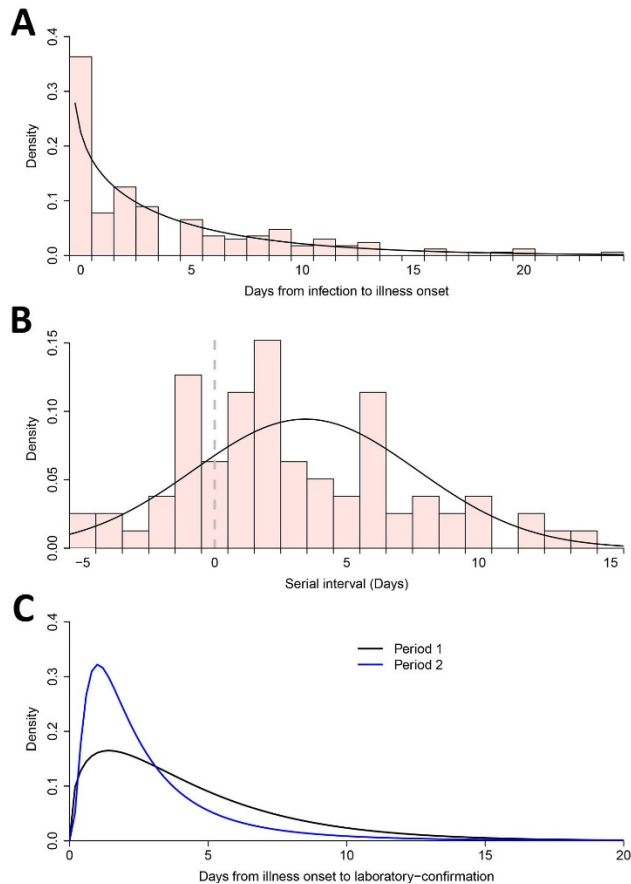 A
Density
0.4
0.3
0.2
0.1
0.0
0 5 10 15 20
Days from infection to illness onset
B
Density
0.15
0.10
0.05
0.00
−5 0 5 10 15
Serial interval (Days)
C
Density
0.4
0.3
0.2
0.1
0.0
Period 1
Period 2
0 5 10 15 20
Days from illness onset to laboratory−confirmation